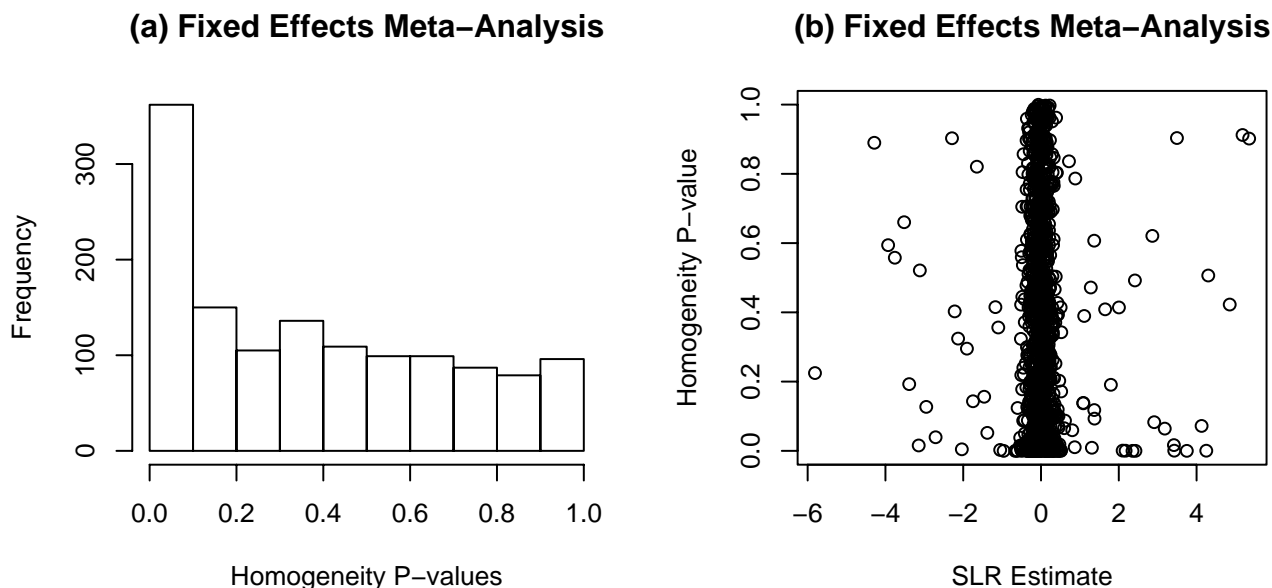 (a) Fixed Effects Meta−Analysis
Frequency
0
100
200
300
0.0 0.2 0.4 0.6 0.8 1.0
Homogeneity P−values
(b) Fixed Effects Meta−Analysis
Homogeneity P−value
0.0
0.2
0.4
0.6
0.8
1.0
−6 −4 −2 0 2 4
SLR Estimate